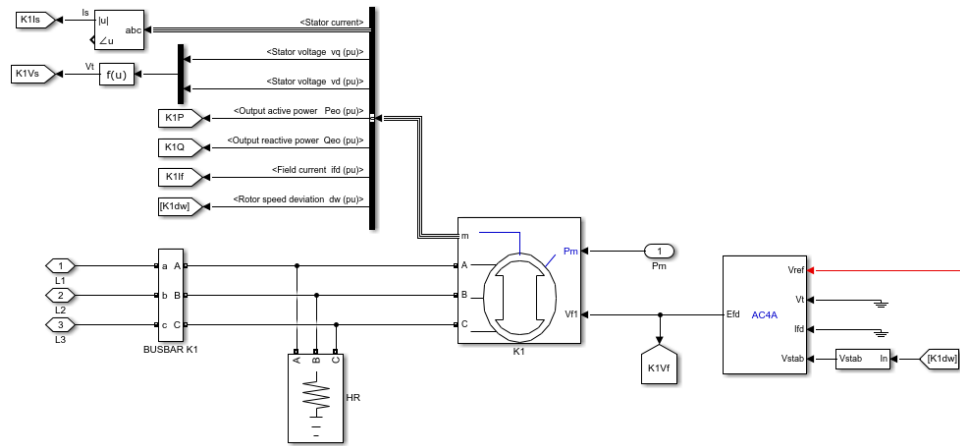 K1Is
Is
|u|
∠u
abc
<Stator current>
<Stator voltage vq (pu)>
K1Vs
Vt
f(u)
<Stator voltage vd (pu)>
K1P
<Output active power Peo (pu)>
K1Q
<Output reactive power Qeo (pu)>
K1If
<Field current ifd (pu)>
[K1dw]
<Rotor speed deviation dw (pu)>
m
A
B
C
Pm
Vf1
K1
1
Pm
1
L1
2
L2
3
L3
a A
b B
c C
BUSBAR K1
A B C
HR
K1Vf
Efd
AC4A
Vref
Vt
Ifd
Vstab
Vstab
In
[K1dw]